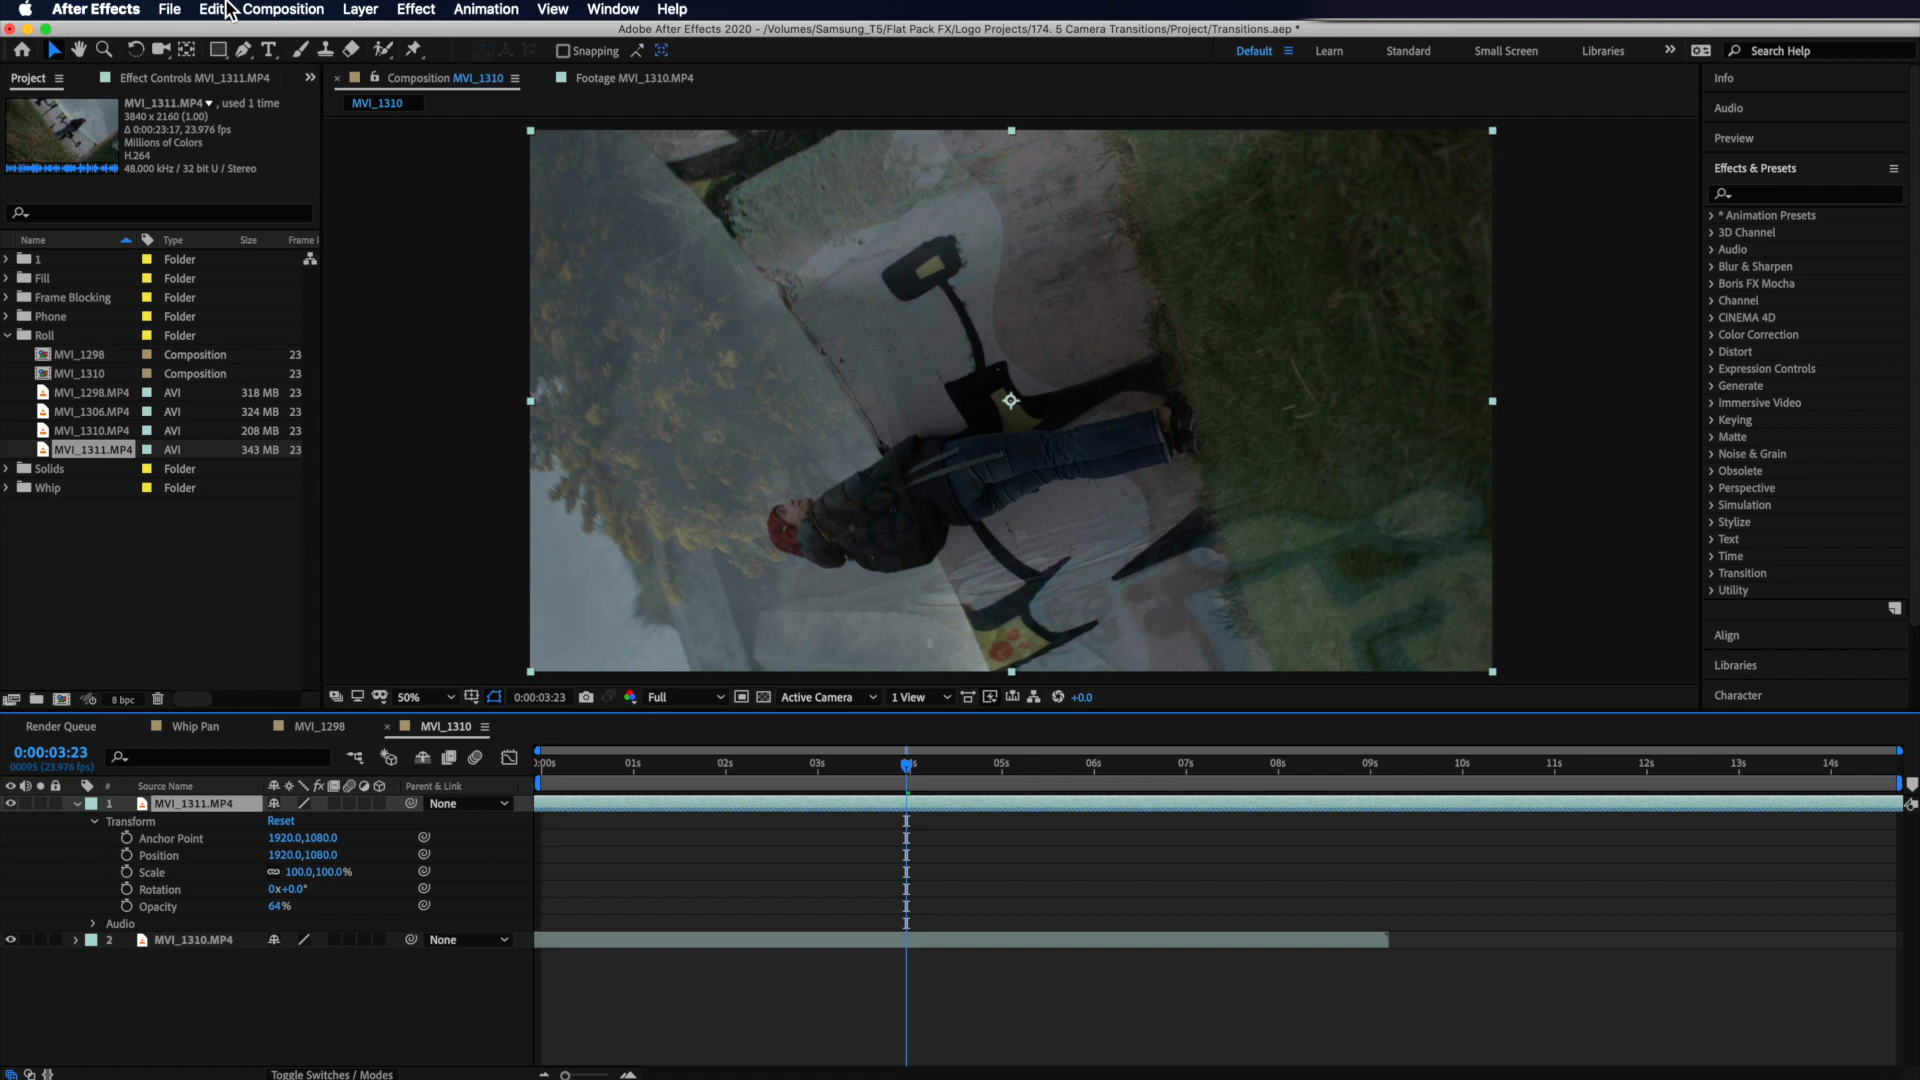 After Effects File Edit Composition Layer Effect Animation View Window Help
Adobe After Effects 2020 - /Volumes/Samsung_T5/Flat Pack FX/Logo Projects/174. 5 Camera Transitions/Project/Transitions.aep *
Snapping
Default Learn Standard Small Screen Libraries Search Help
Project Effect Controls MVI_1311.MP4
Composition MVI_1310 Footage MVI_1310.MP4
MVI_1310
MVI_1311.MP4 , used 1 time
3840 x 2160 (1.00)
Δ 0:00:23:17, 23.976 fps
Millions of Colors
H.264
48.000 kHz / 32 bit U / Stereo
Name Type Size Frame
1 Folder
Fill Folder
Frame Blocking Folder
Phone Folder
Roll Folder
MVI_1298 Composition 23
MVI_1310 Composition 23
MVI_1298.MP4 AVI 318 MB 23
MVI_1306.MP4 AVI 324 MB 23
MVI_1310.MP4 AVI 208 MB 23
MVI_1311.MP4 AVI 343 MB 23
Solids Folder
Whip Folder
8 bpc
50% 0:00:03:23 Full Active Camera 1 View +0.0
Info
Audio
Preview
Effects & Presets
* Animation Presets
3D Channel
Audio
Blur & Sharpen
Boris FX Mocha
Channel
CINEMA 4D
Color Correction
Distort
Expression Controls
Generate
Immersive Video
Keying
Matte
Noise & Grain
Obsolete
Perspective
Simulation
Stylize
Text
Time
Transition
Utility
Align
Libraries
Character
Render Queue Whip Pan MVI_1298 MVI_1310
0:00:03:23
00095 (23.976 fps)
:00s 01s 02s 03s 05s 06s 07s 08s 09s 10s 11s 12s 13s 14s
# Source Name fx Parent & Link
1 MVI_1311.MP4 None
Transform Reset
Anchor Point 1920.0,1080.0
Position 1920.0,1080.0
Scale 100.0,100.0%
Rotation 0x+0.0°
Opacity 64%
Audio
2 MVI_1310.MP4 None
Toggle Switches / Modes